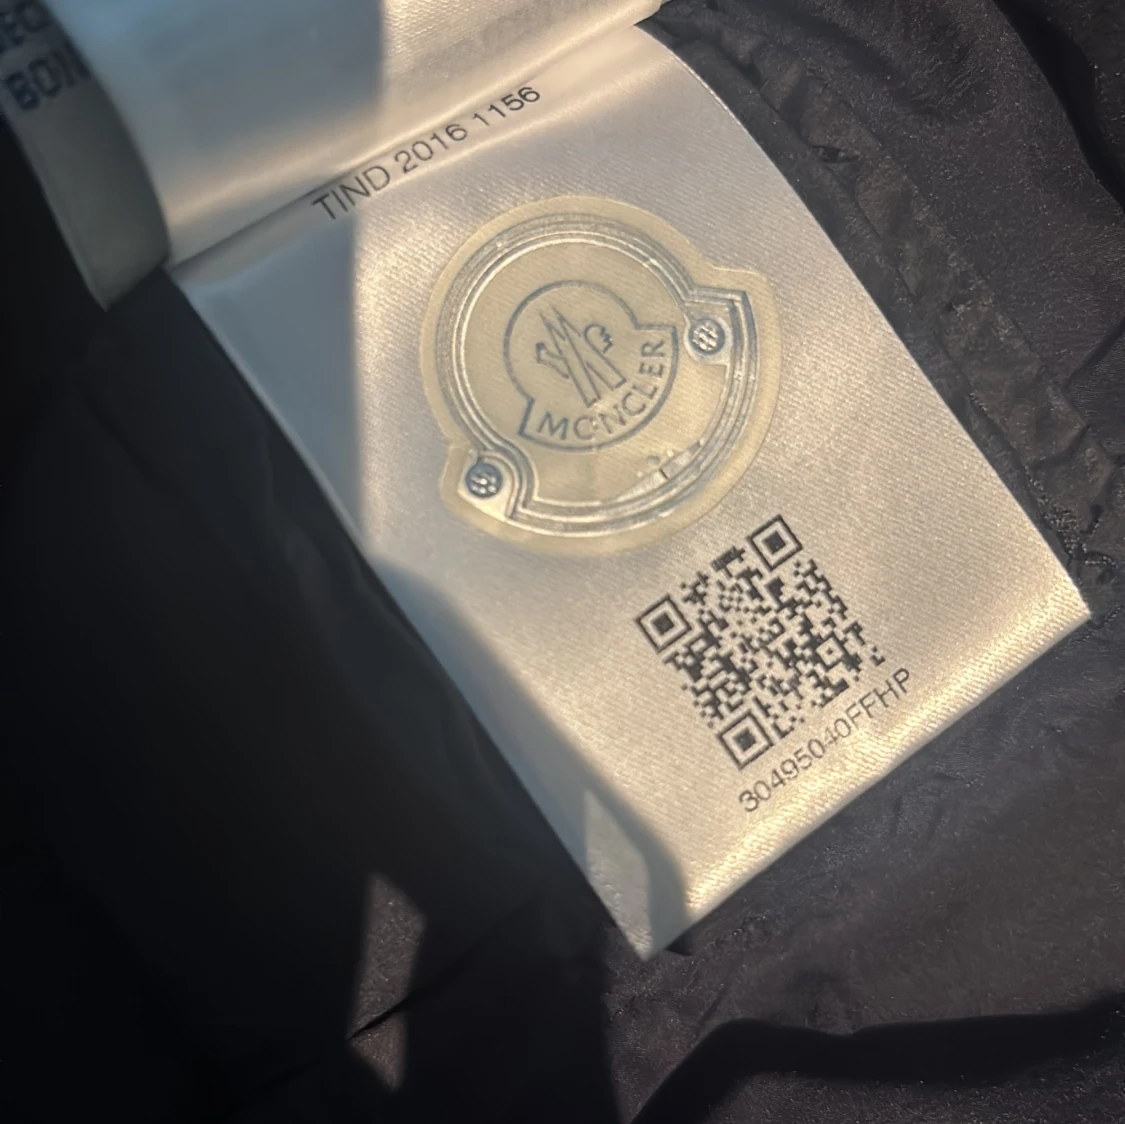 TIND 2016 1156
MONCLER
30495040FFHP